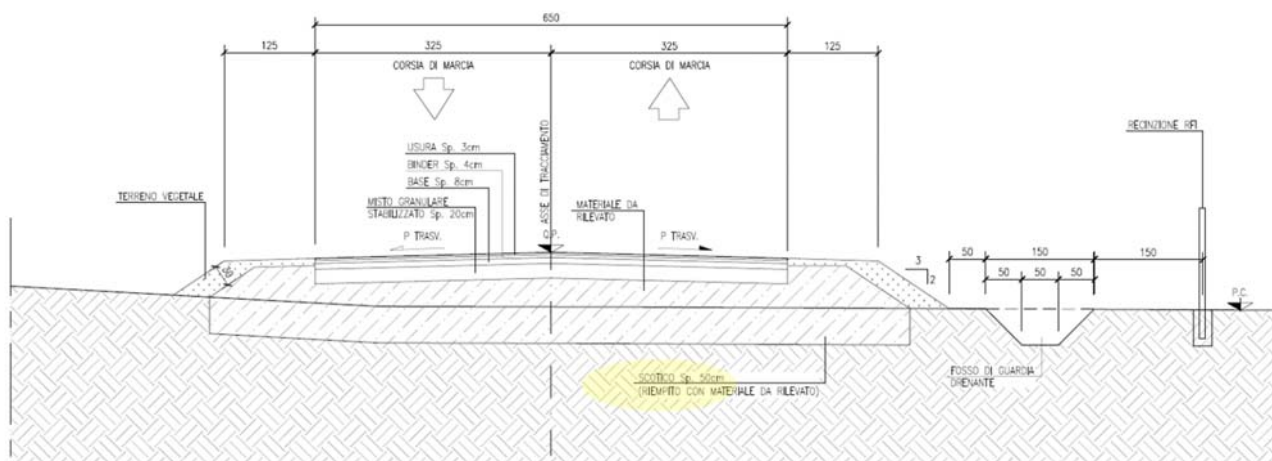 650
125
325
325
125
CORSIA DI MARCIA
CORSIA DI MARCIA
RECINZIONE RFI
USURA Sp. 3cm
BINDER Sp. 4cm
BASE Sp. 8cm
MISTO GRANULARE
STABILIZZATO Sp. 20cm
ASSE DI TRACCIAMENTO
MATERIALE DA
RILEVATO
TERRENO VEGETALE
P TRASV.
Q.P.
P TRASV.
30
3
2
50
150
150
50
50
50
P.C.
SCOTICO Sp. 50cm
(RIEMPITO CON MATERIALE DA RILEVATO)
FOSSO DI GUARDIA
DRENANTE